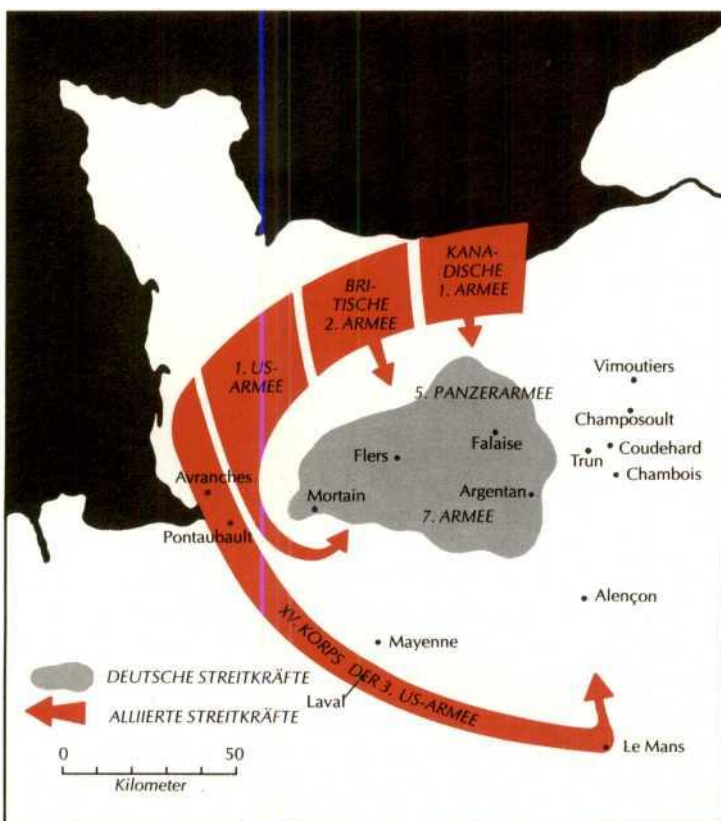 KANA-
DISCHE
1. ARMEE
BRI-
TISCHE
2. ARMEE
1. US-
ARMEE
5. PANZERARMEE
Vimoutiers
Champosoult
Coudehard
Trun
Chambois
Falaise
Flers
Argentan
Mortain
7. ARMEE
Avranches
Pontaubault
Alençon
Mayenne
XV. KORPS DER 3. US-ARMEE
Laval
Le Mans
DEUTSCHE STREITKRÄFTE
ALLIIERTE STREITKRÄFTE
0 50
Kilometer